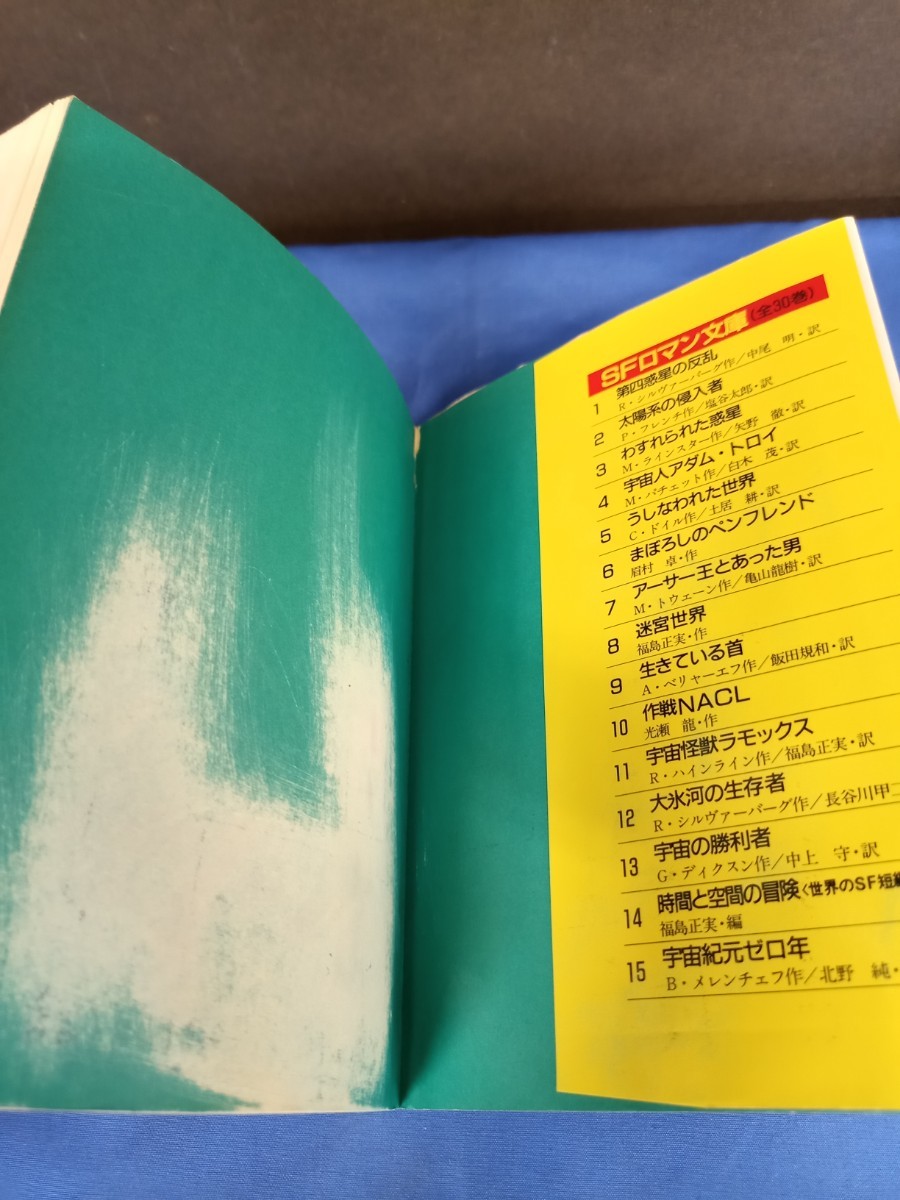 SFロマン文庫(全30巻)
1 第四惑星の反乱
R・シルヴァーバーグ作/中尾 明・訳
2 太陽系の侵入者
P・フレンチ作/塩谷太郎・訳
3 わすれられた惑星
M・ラインスター作/矢野 徹・訳
4 宇宙人アダム・トロイ
M・パチェット作/白木 茂・訳
5 うしなわれた世界
C・ドイル作/土居 耕・訳
6 まぼろしのペンフレンド
眉村 卓・作
7 アーサー王とあった男
M・トウェーン作/亀山龍樹・訳
8 迷宮世界
福島正実・作
9 生きている首
A・ベリャーエフ作/飯田規和・訳
10 作戦NACL
光瀬 龍・作
11 宇宙怪獣ラモックス
R・ハインライン作/福島正実・訳
12 大氷河の生存者
R・シルヴァーバーグ作/長谷川甲二
13 宇宙の勝利者
G・ディクスン作/中上 守・訳
14 時間と空間の冒険〈世界のSF短編
福島正実・編
15 宇宙紀元ゼロ年
B・メレンチェフ作/北野 純・